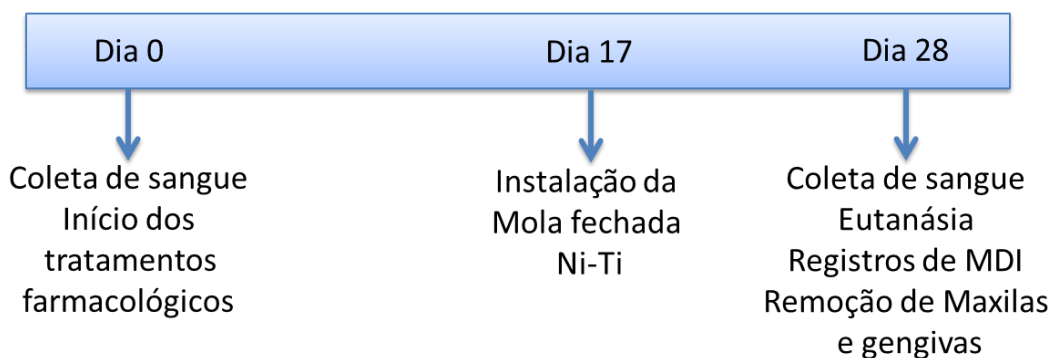 Dia 0
Dia 17
Dia 28
Coleta de sangue
Início dos
tratamentos
farmacológicos
Instalação da
Mola fechada
Ni-Ti
Coleta de sangue
Eutanásia
Registros de MDI
Remoção de Maxilas
e gengivas